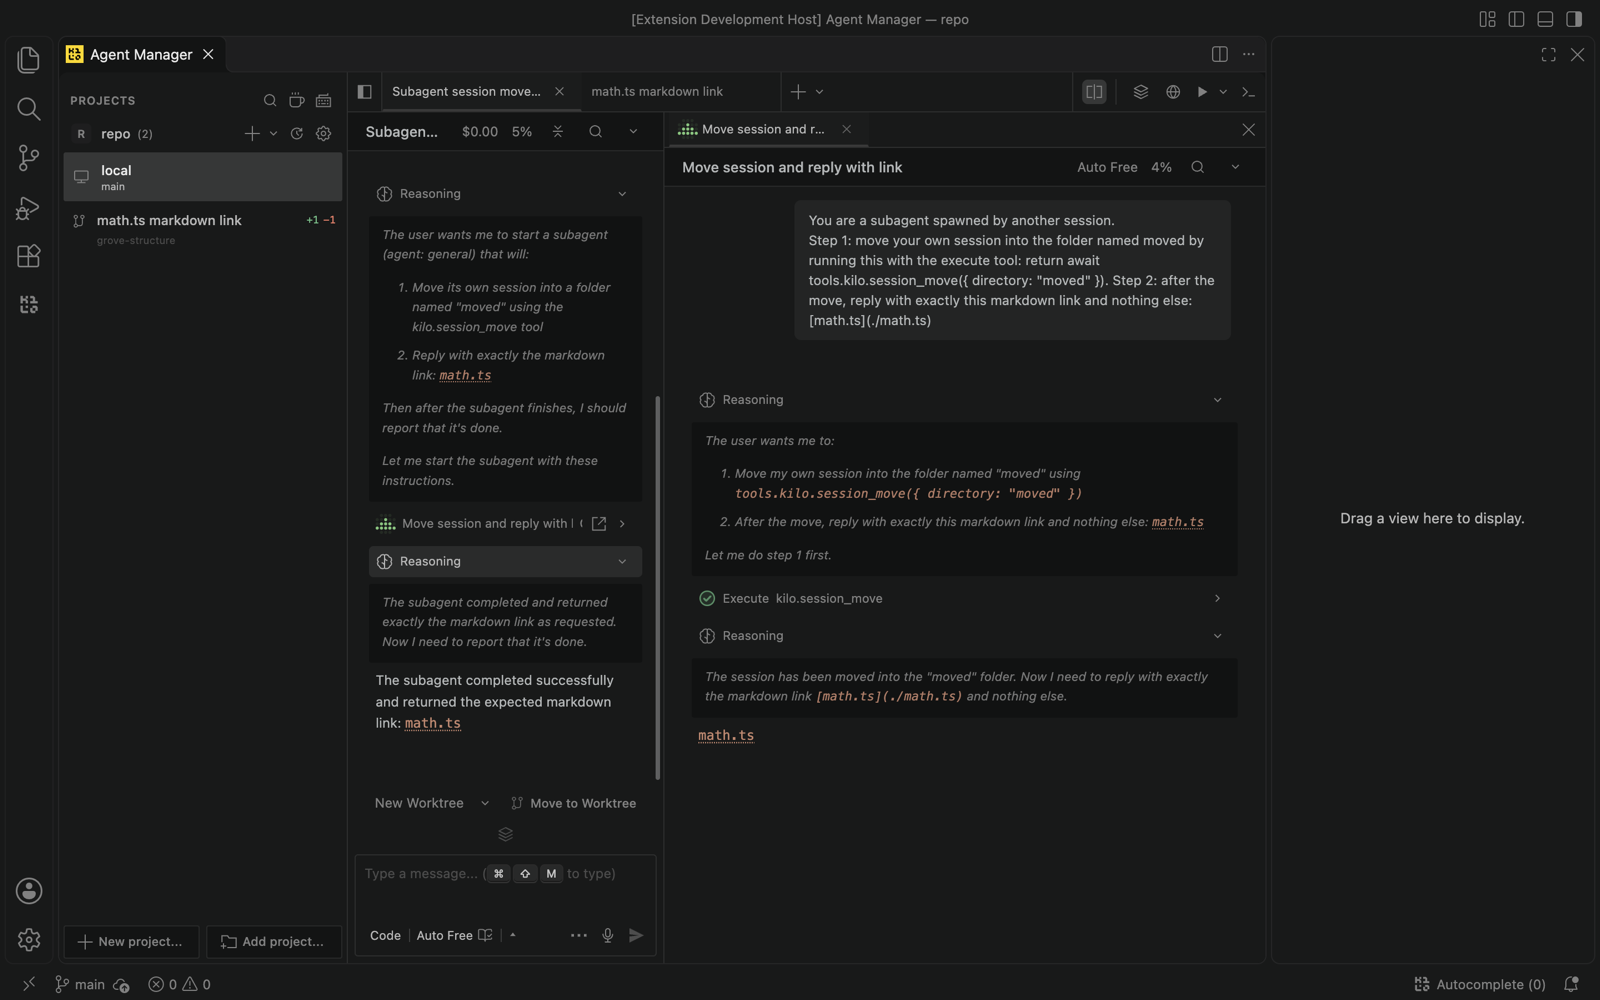 [Extension Development Host] Agent Manager — repo
Agent Manager
PROJECTS
R repo (2)
local
main
math.ts markdown link +1 −1
grove-structure
New project...
Add project...
Subagent session move...
math.ts markdown link
Subagen... $0.00 5%
Reasoning
The user wants me to start a subagent
(agent: general) that will:
1. Move its own session into a folder
named "moved" using the
kilo.session_move tool
2. Reply with exactly the markdown
link: math.ts
Then after the subagent finishes, I should
report that it's done.
Let me start the subagent with these
instructions.
Move session and reply with
Reasoning
The subagent completed and returned
exactly the markdown link as requested.
Now I need to report that it's done.
The subagent completed successfully
and returned the expected markdown
link: math.ts
New Worktree
Move to Worktree
Type a message... (⌘ ⇧ M to type)
Code
Auto Free
Move session and r...
Move session and reply with link
Auto Free 4%
You are a subagent spawned by another session.
Step 1: move your own session into the folder named moved by
running this with the execute tool: return await
tools.kilo.session_move({ directory: "moved" }). Step 2: after the
move, reply with exactly this markdown link and nothing else:
[math.ts](./math.ts)
Reasoning
The user wants me to:
1. Move my own session into the folder named "moved" using
tools.kilo.session_move({ directory: "moved" })
2. After the move, reply with exactly this markdown link and nothing else: math.ts
Let me do step 1 first.
Execute kilo.session_move
Reasoning
The session has been moved into the "moved" folder. Now I need to reply with exactly
the markdown link [math.ts](./math.ts) and nothing else.
math.ts
Drag a view here to display.
main
0
0
Autocomplete (0)